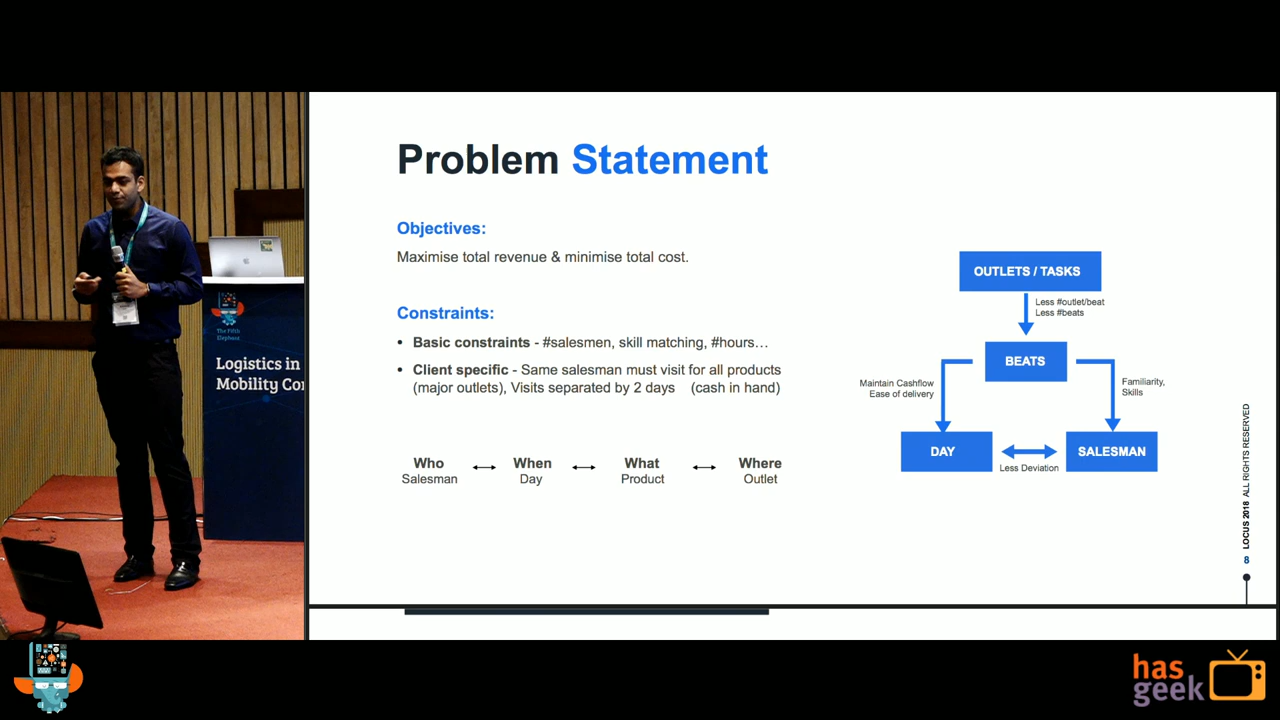 The Fifth
Elephant
Logistics in
Mobility Co
Problem Statement
Objectives:
Maximise total revenue & minimise total cost.
Constraints:
• Basic constraints - #salesmen, skill matching, #hours…
• Client specific - Same salesman must visit for all products
(major outlets), Visits separated by 2 days (cash in hand)
Who When What Where
Salesman Day Product Outlet
OUTLETS / TASKS
Less #outlet/beat
Less #beats
BEATS
Maintain Cashflow
Ease of delivery
Familiarity,
Skills
DAY
SALESMAN
Less Deviation
LOCUS 2018 ALL RIGHTS RESERVED
8
has
geek